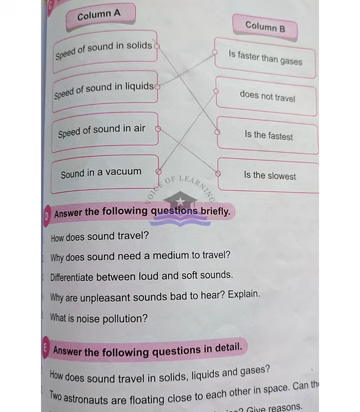 Column A
Column B
Speed of sound in solids
Is faster than gases
Speed of sound in liquids
does not travel
Speed of sound in air
Is the fastest
Sound in a vacuum
Is the slowest
VOICE OF LEARNING
D Answer the following questions briefly.
How does sound travel?
Why does sound need a medium to travel?
Differentiate between loud and soft sounds.
Why are unpleasant sounds bad to hear? Explain.
What is noise pollution?
E Answer the following questions in detail.
How does sound travel in solids, liquids and gases?
Two astronauts are floating close to each other in space. Can
Give reasons.